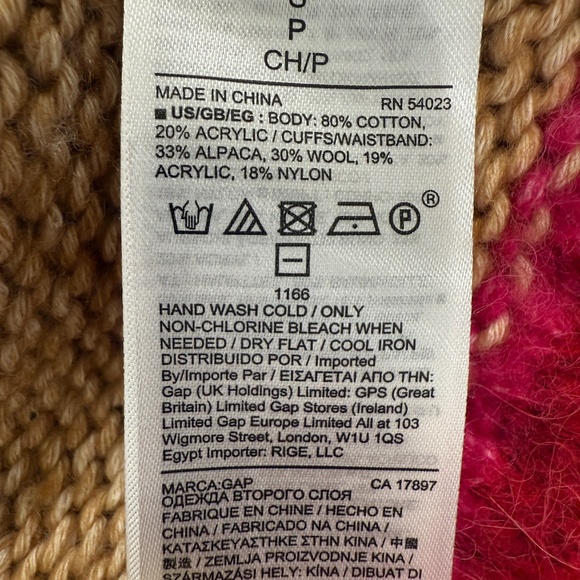 P
CH/P
MADE IN CHINA RN 54023
US/GB/EG : BODY: 80% COTTON,
20% ACRYLIC / CUFFS/WAISTBAND:
33% ALPACA, 30% WOOL, 19%
ACRYLIC, 18% NYLON
P ®
1166
HAND WASH COLD / ONLY
NON-CHLORINE BLEACH WHEN
NEEDED / DRY FLAT / COOL IRON
DISTRIBUIDO POR / Imported
By/Importe Par / ΕΙΣΑΓΕΤΑΙ ΑΠΟ ΤΗΝ:
Gap (UK Holdings) Limited: GPS (Great
Britain) Limited Gap Stores (Ireland)
Limited Gap Europe Limited All at 103
Wigmore Street, London, W1U 1QS
Egypt Importer: RIGE, LLC
MARCA:GAP CA 17897
ОДЕЖДА ВТОРОГО СЛОЯ
FABRIQUE EN CHINE / HECHO EN
CHINA / FABRICADO NA CHINA /
ΚΑΤΑΣΚΕΥΑΣΤΗΚΕ ΣΤΗΝ ΚΙΝΑ / 中國
製造 / ZEMLJA PROIZVODNJE KINA /
SZÁRMAZÁSI HELY: KÍNA / DIBUAT DI